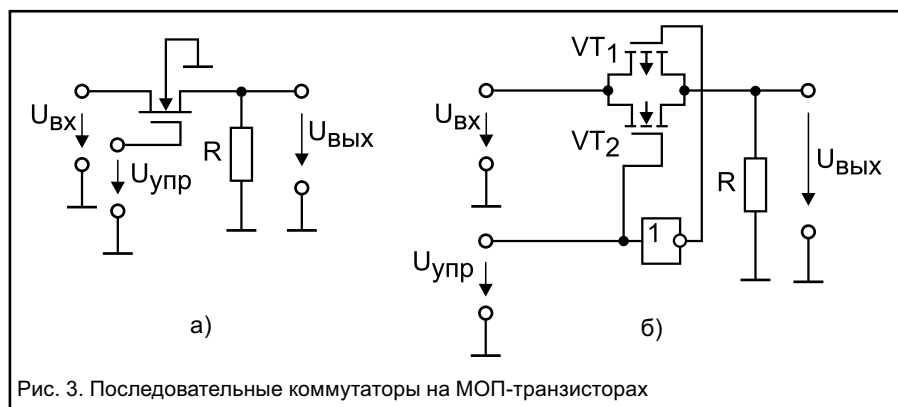 Uвх
Uупр
R
Uвых
а)
VT1
VT2
Uвх
Uупр
1
R
Uвых
б)
Рис. 3. Последовательные коммутаторы на МОП-транзисторах